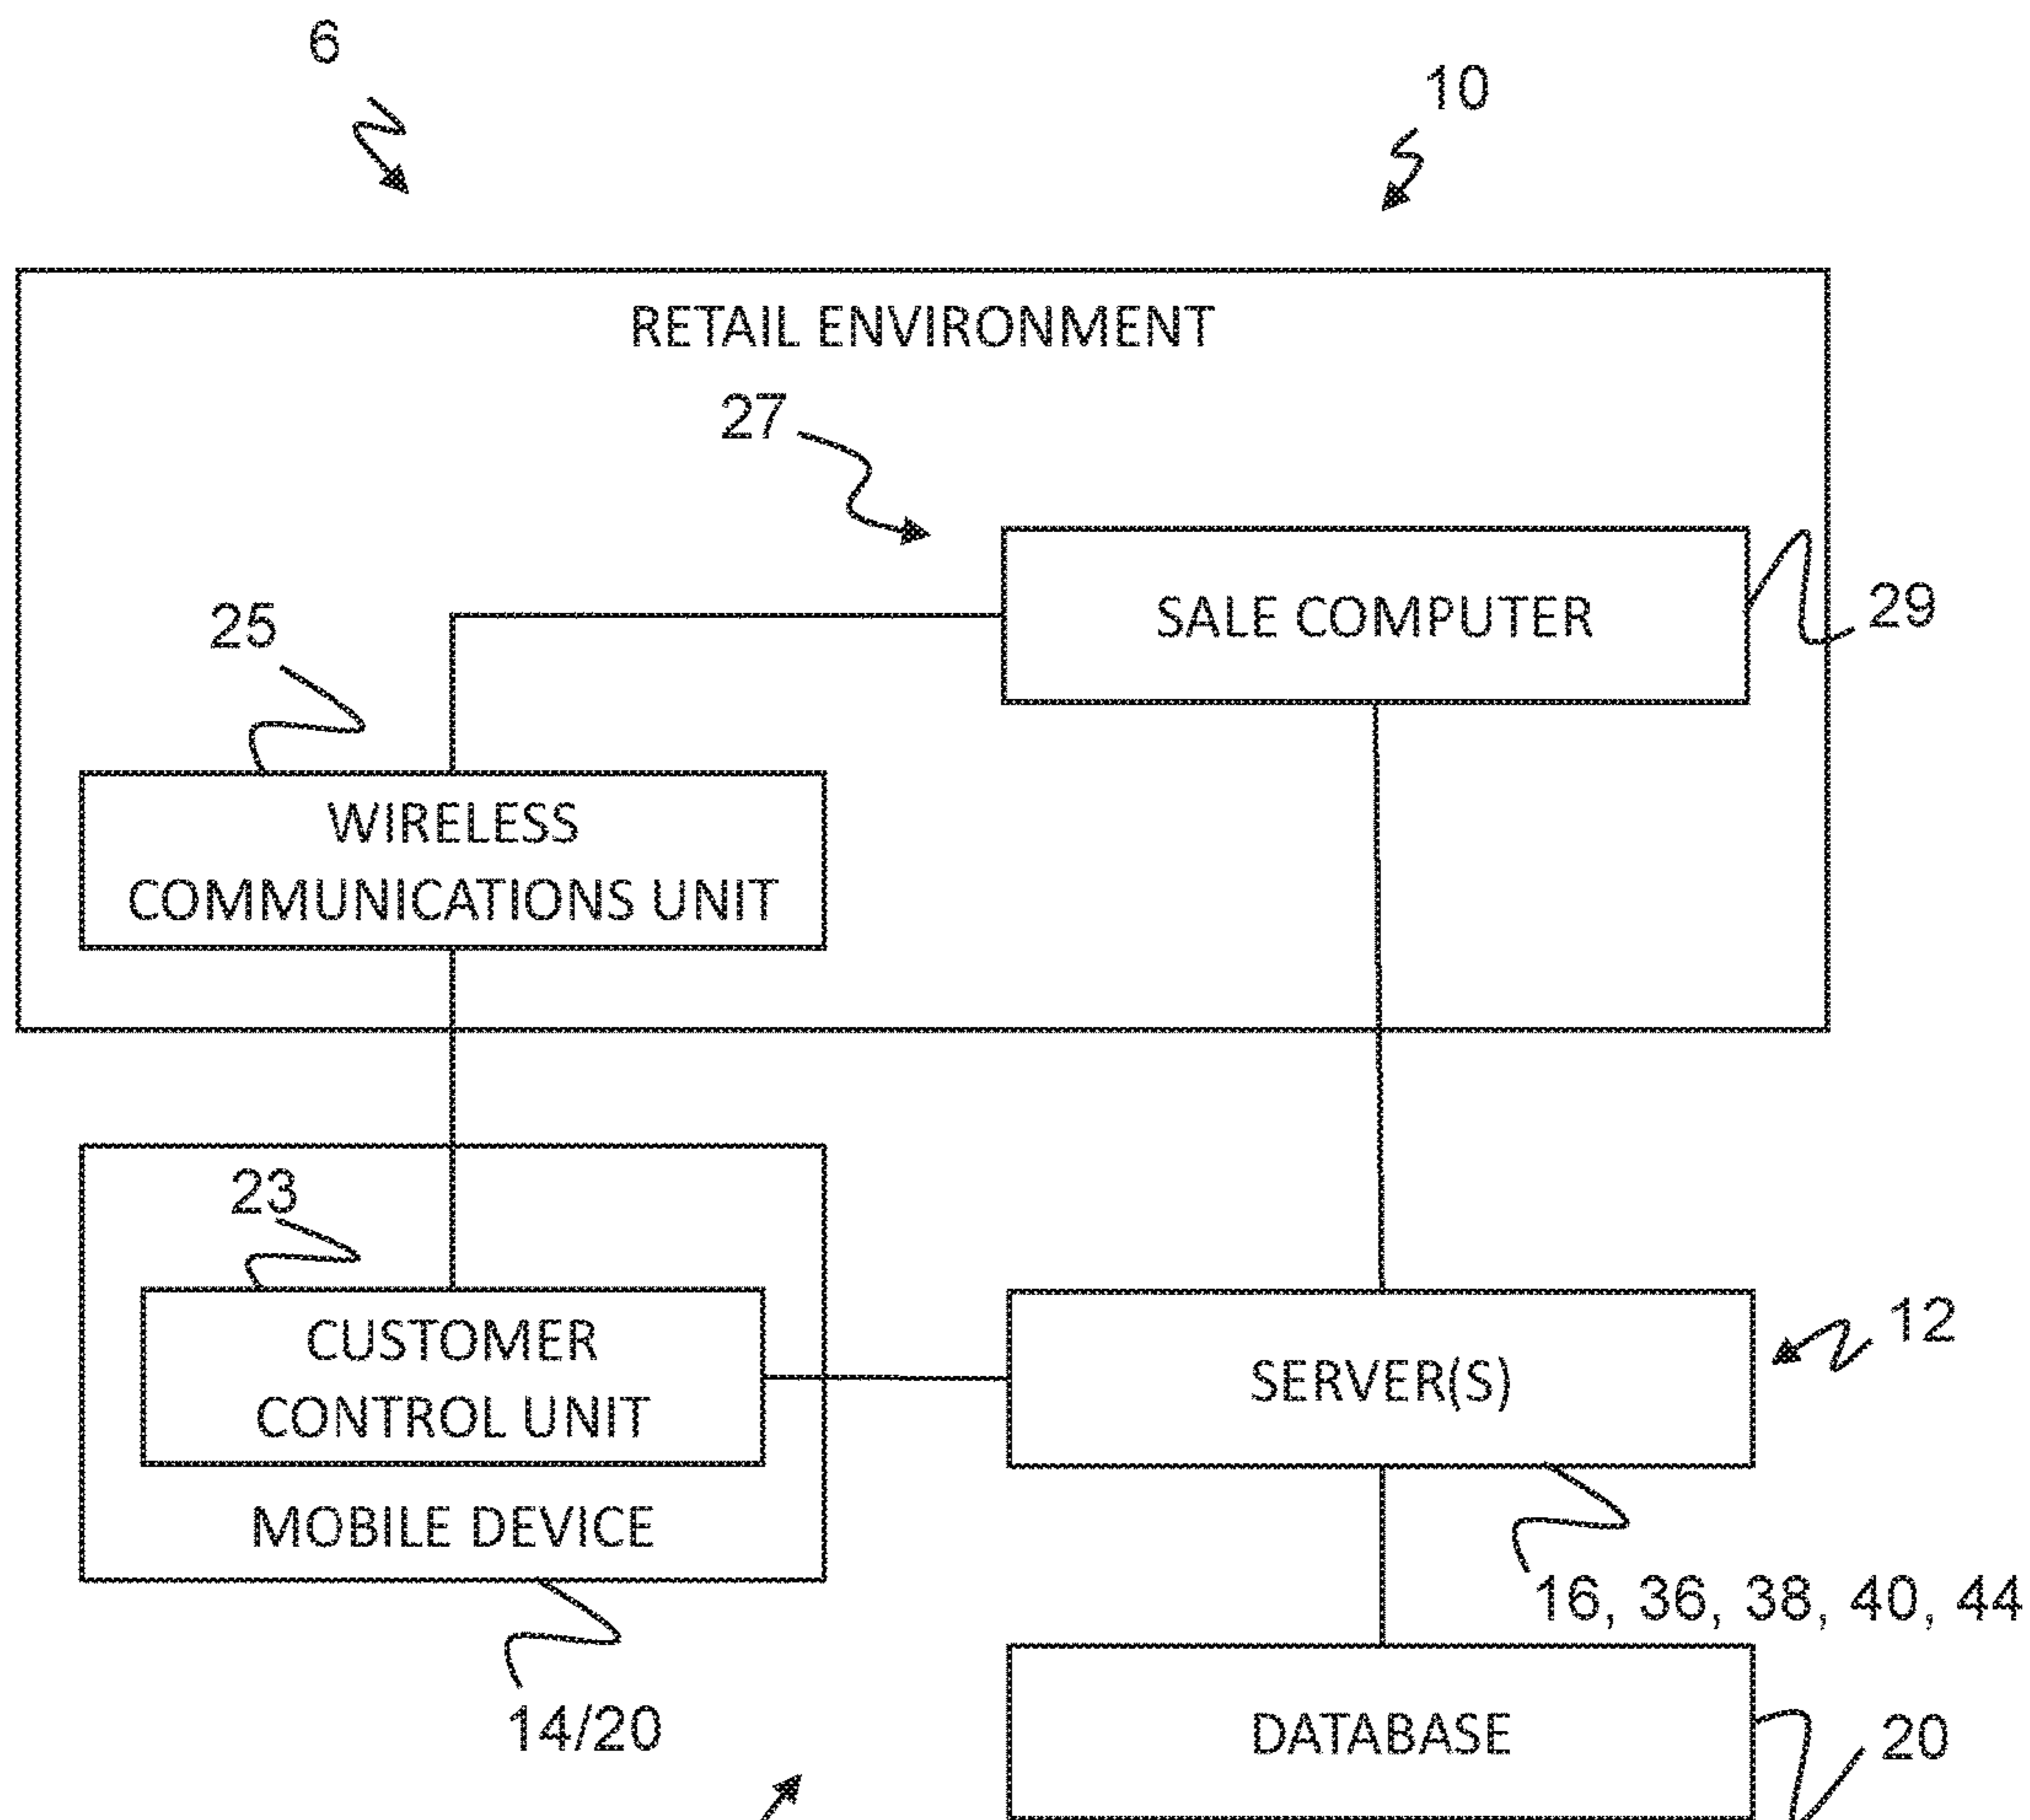 6
10
RETAIL ENVIRONMENT
27
SALE COMPUTER
29
25
WIRELESS
COMMUNICATIONS UNIT
23
CUSTOMER
CONTROL UNIT
MOBILE DEVICE
12
SERVER(S)
16, 36, 38, 40, 44
14/20
DATABASE
20